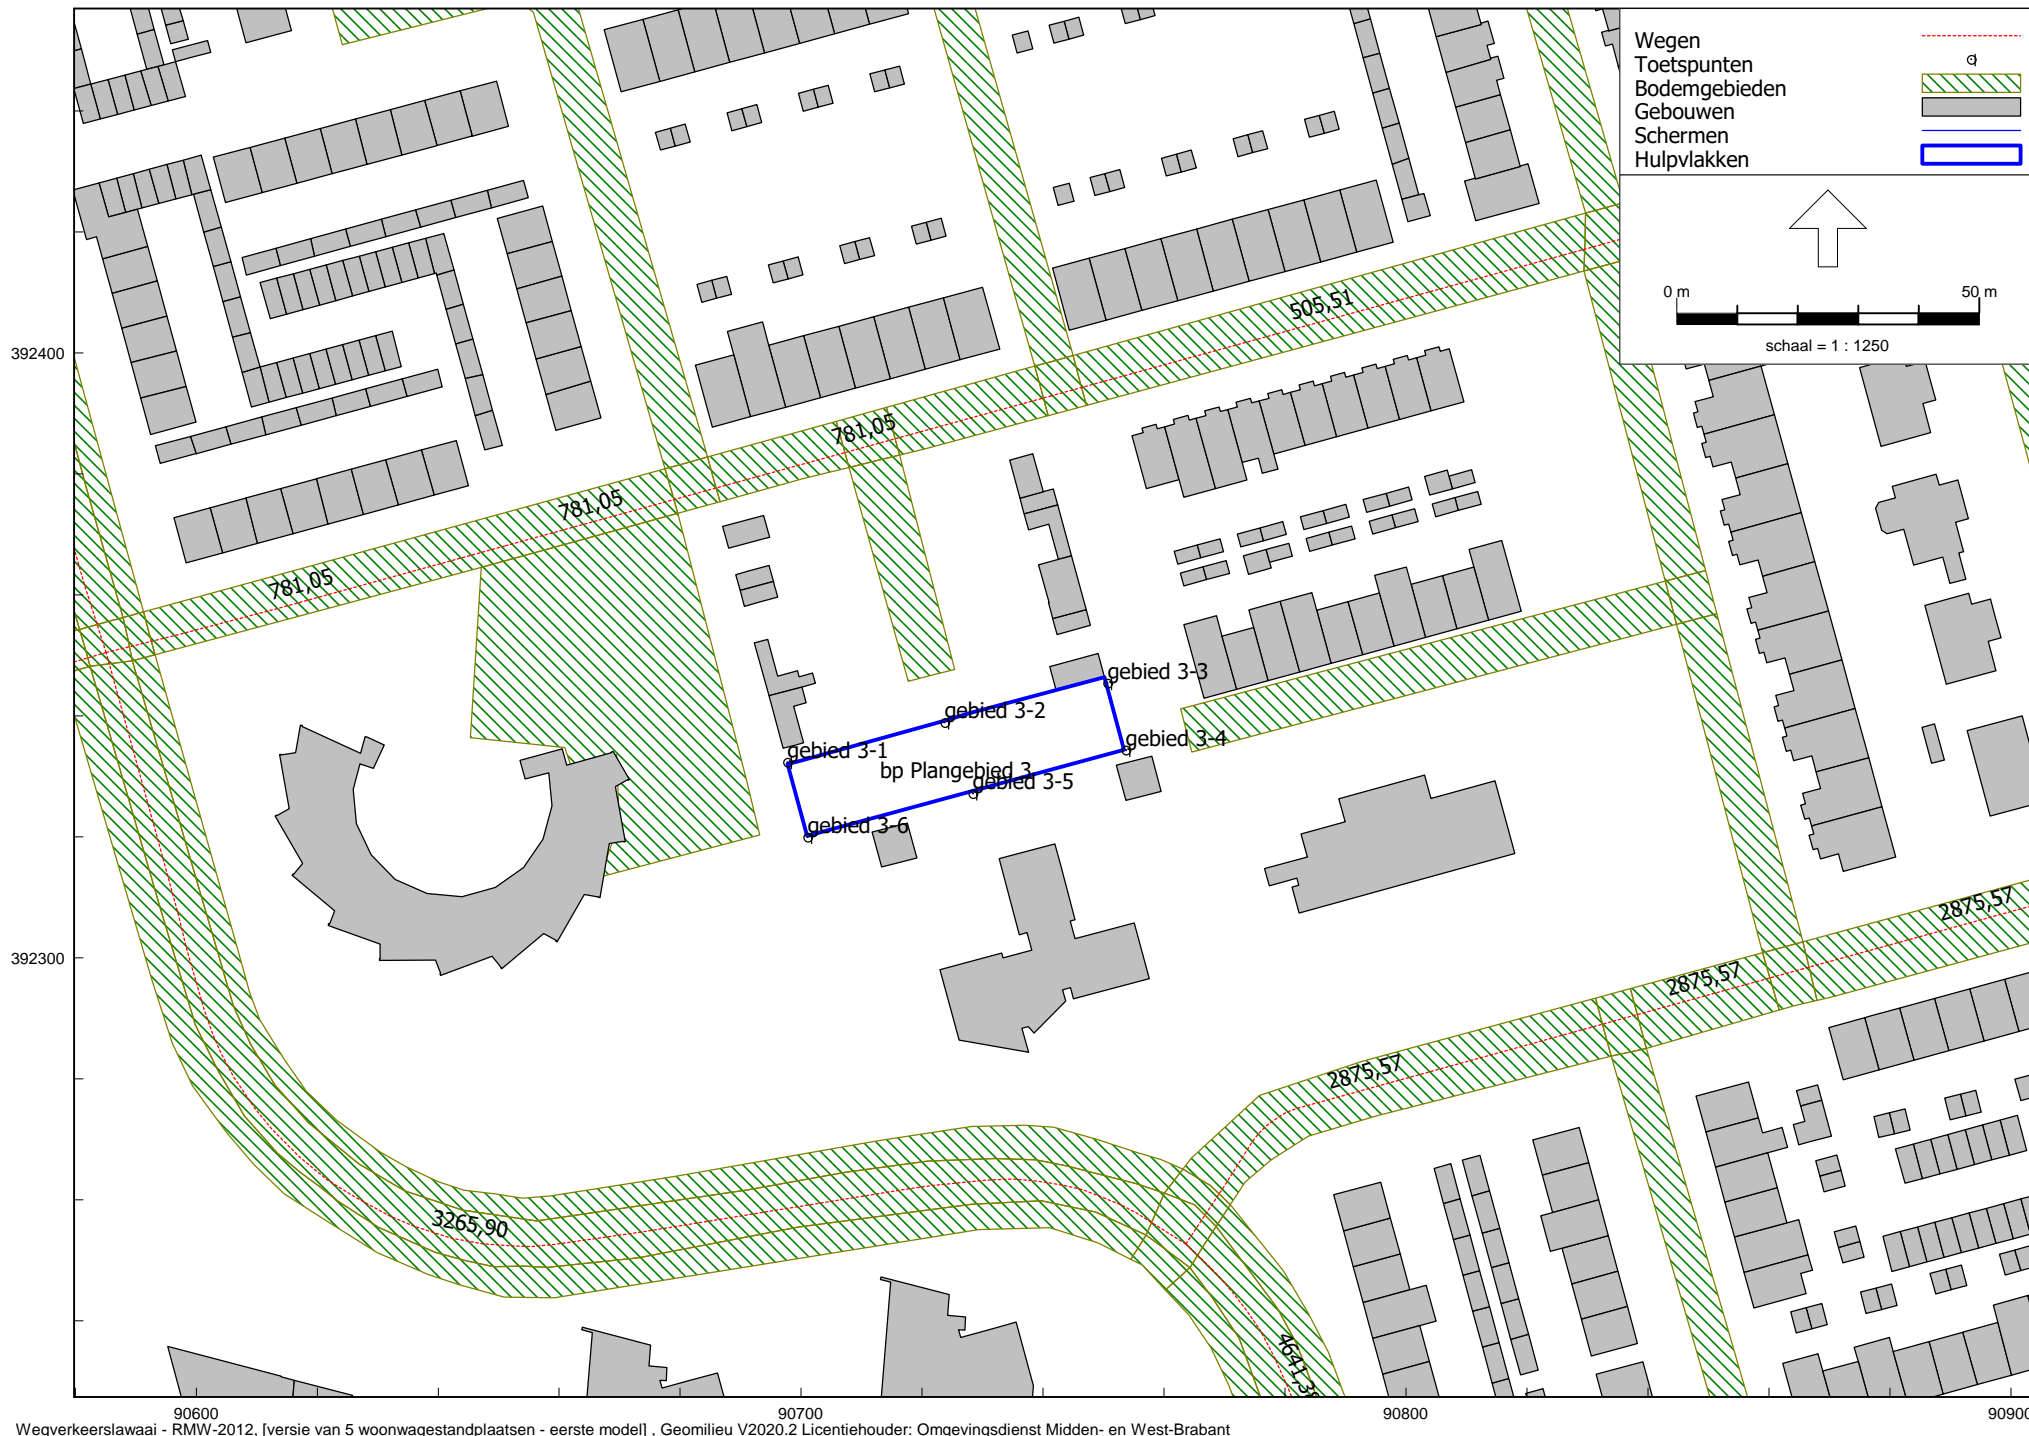 Wegen
Toetspunten
Bodemgebieden
Gebouwen
Schermen
Hulpvlakken
0 m 50 m
schaal = 1 : 1250
505,51
392400
781,05
781,05
781,05
gebied 3-3
gebied 3-2
gebied 3-4
gebied 3-1
bp Plangebied 3
gebied 3-5
gebied 3-6
2875,57
392300
2875,57
2875,57
3265,90
90600 90700 90800 90900
Wegverkeerslawaai - RMW-2012, [versie van 5 woonwagestandplaatsen - eerste model] , Geomilieu V2020.2 Licentiehouder: Omgevingsdienst Midden- en West-Brabant